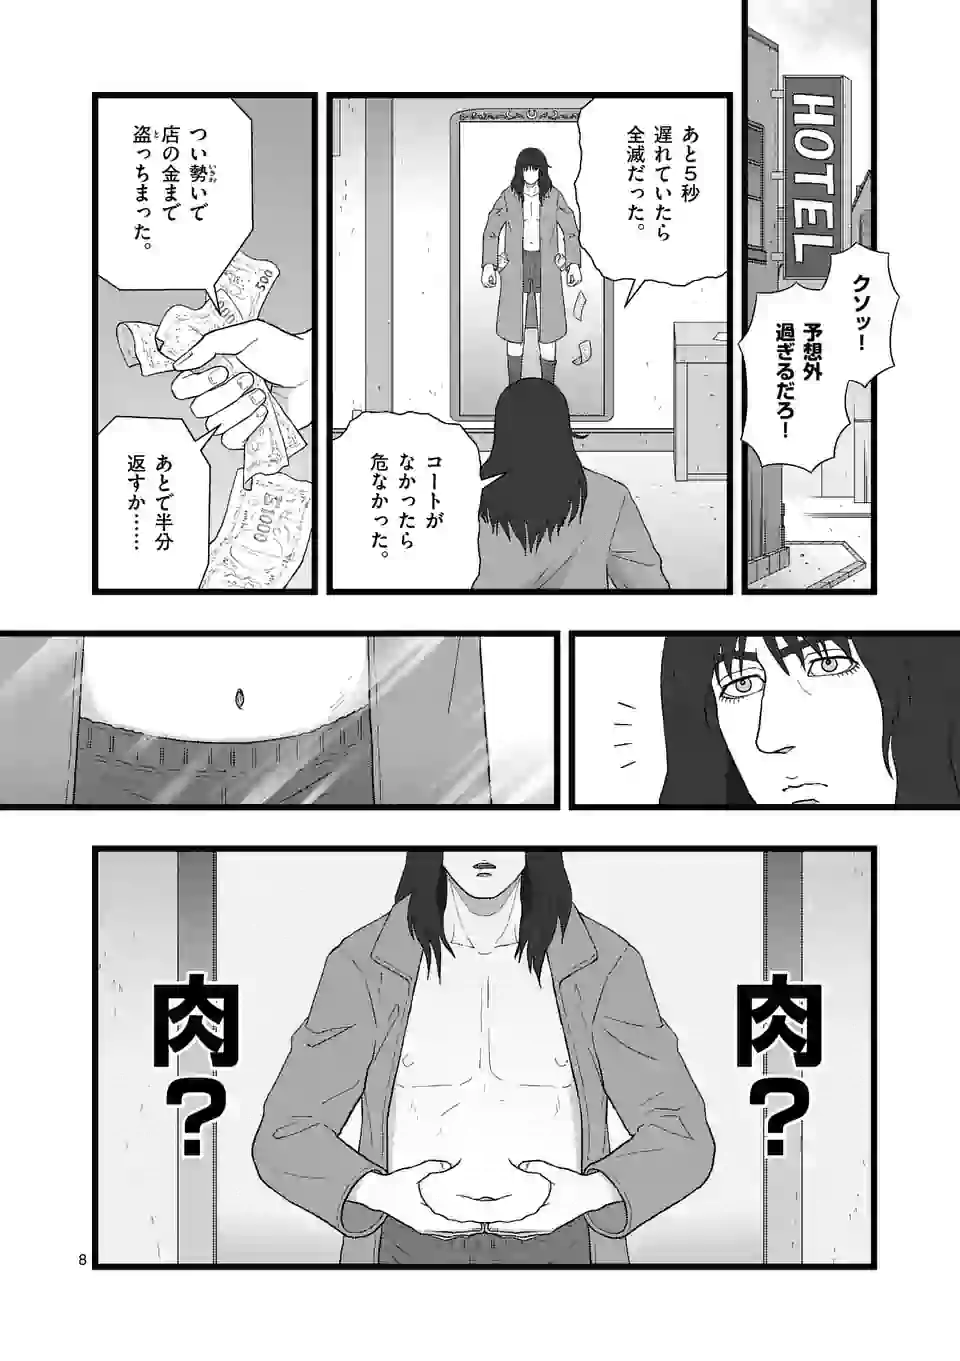 HOTEL
クソッ！
予想外
過ぎるだろ！
あと５秒
遅れていたら
全滅だった。
コートが
なかったら
危なかった。
つい勢いで
店の金まで
盗っちまった。
500
1000
あとで半分
返すか……
肉？
肉？
8